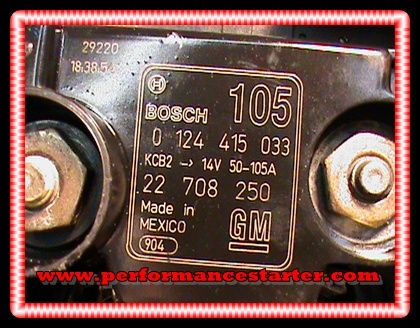 29220
18.38.54
BOSCH 105
0 124 415 033
KCB2 → 14V 50-105A
22 708 250
Made in
MEXICO
904
GM
www.performancestarter.com